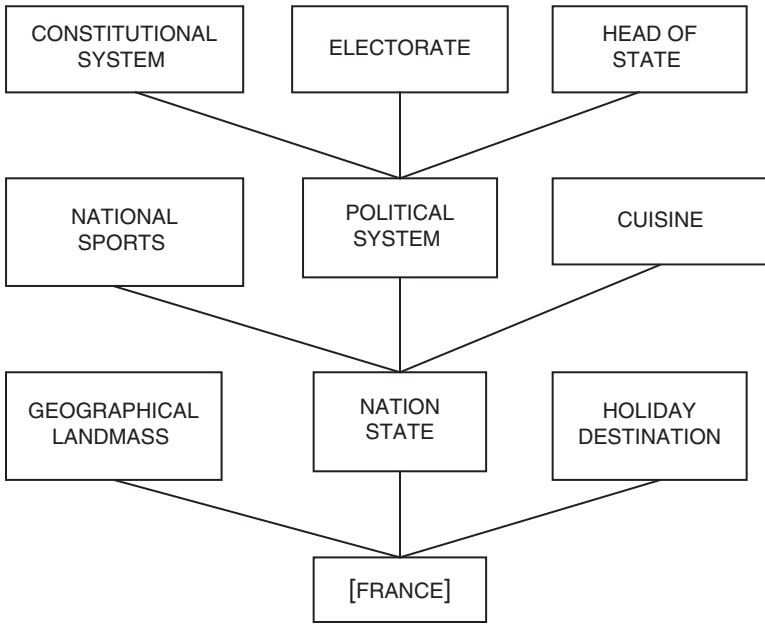 CONSTITUTIONAL
SYSTEM
ELECTORATE
HEAD OF
STATE
NATIONAL
SPORTS
POLITICAL
SYSTEM
CUISINE
GEOGRAPHICAL
LANDMASS
NATION
STATE
HOLIDAY
DESTINATION
[FRANCE]